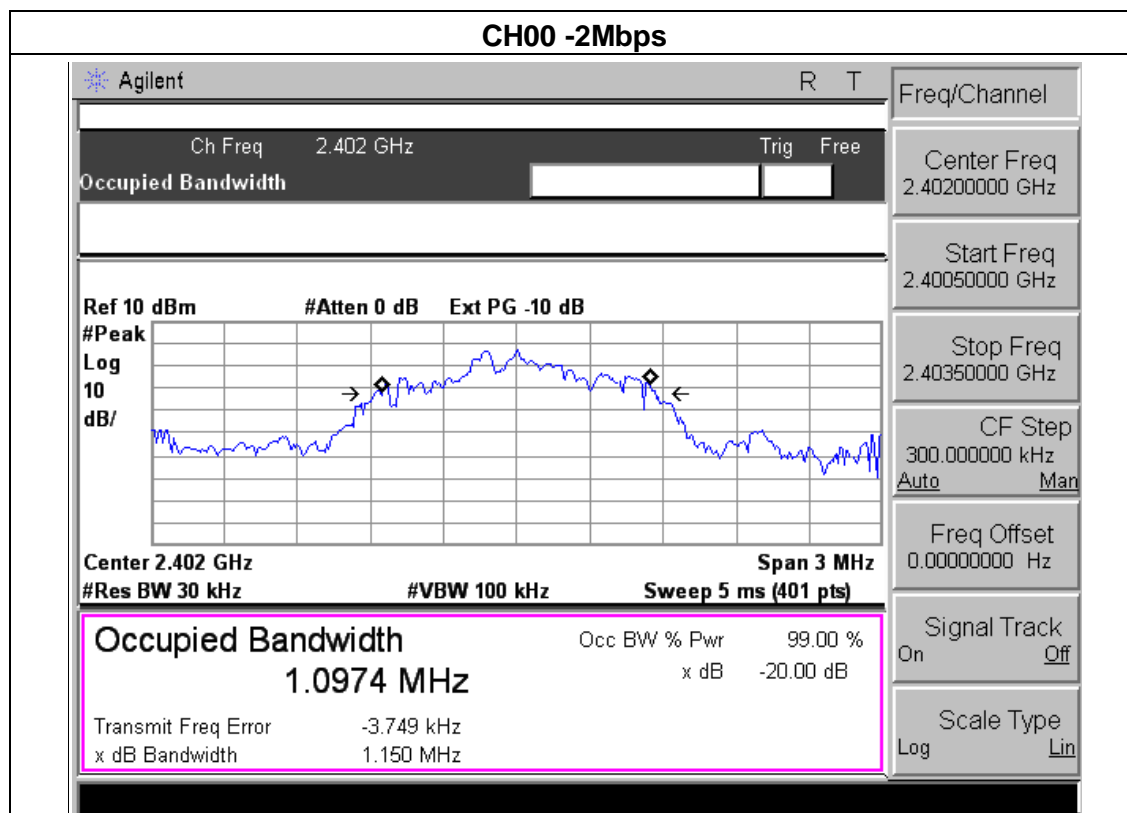 CH00 -2Mbps
Agilent
R T
Freq/Channel
Ch Freq 2.402 GHz
Trig Free
Occupied Bandwidth
Center Freq
2.40200000 GHz
Start Freq
2.40050000 GHz
Ref 10 dBm
#Atten 0 dB
Ext PG -10 dB
#Peak
Log
10
dB/
Stop Freq
2.40350000 GHz
CF Step
300.000000 kHz
Auto Man
Center 2.402 GHz
Span 3 MHz
#Res BW 30 kHz
#VBW 100 kHz
Sweep 5 ms (401 pts)
Freq Offset
0.00000000 Hz
Occupied Bandwidth
1.0974 MHz
Occ BW % Pwr 99.00 %
x dB -20.00 dB
Transmit Freq Error -3.749 kHz
x dB Bandwidth 1.150 MHz
Signal Track
On Off
Scale Type
Log Lin